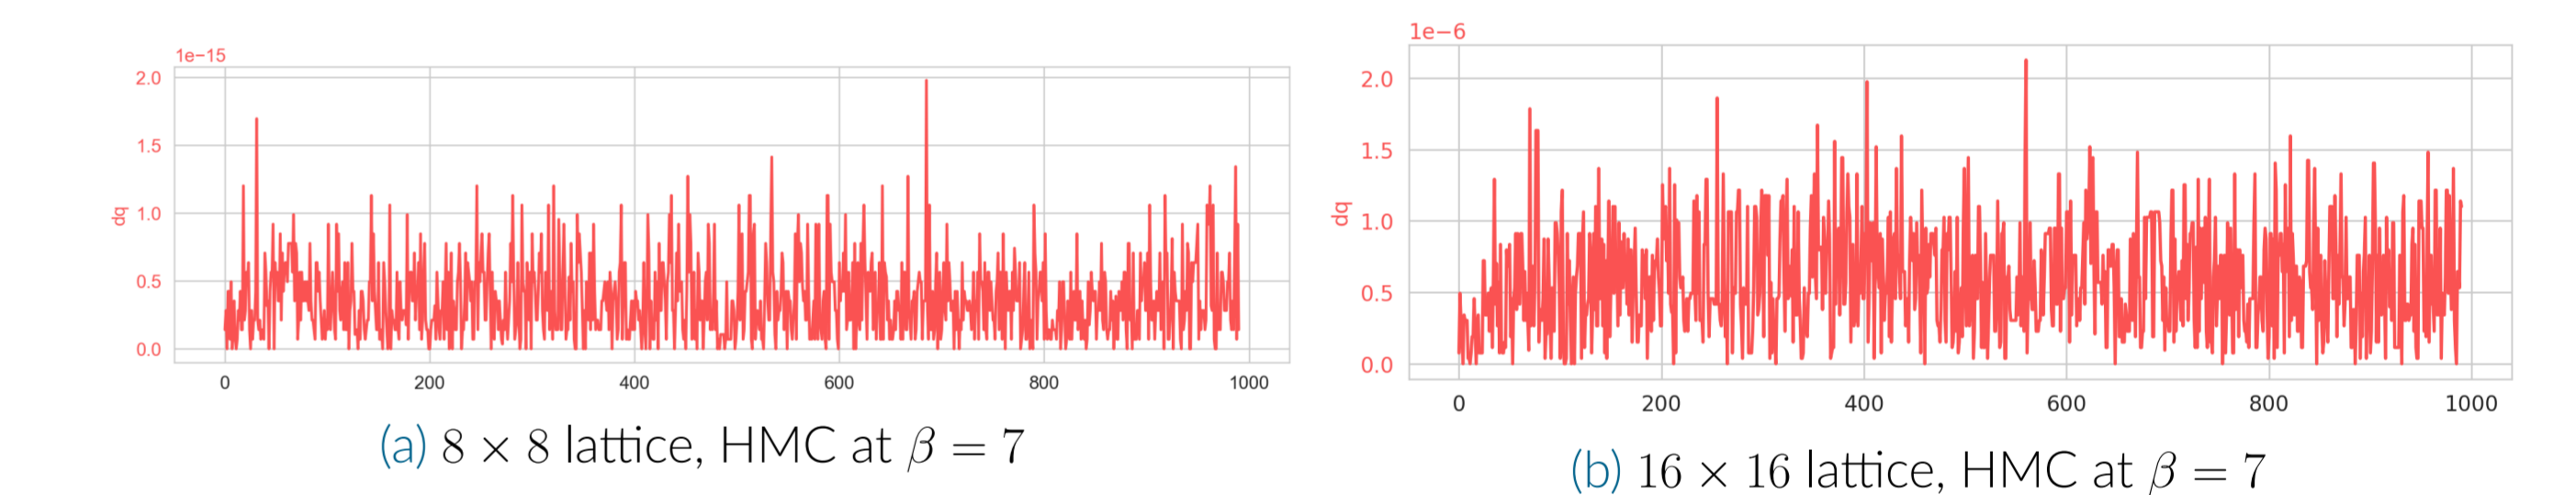 1e−15
2.0
1.5
1.0
0.5
0.0
dq
0 200 400 600 800 1000
(a) 8 × 8 lattice, HMC at β = 7
1e−6
2.0
1.5
1.0
0.5
0.0
dq
0 200 400 600 800 1000
(b) 16 × 16 lattice, HMC at β = 7